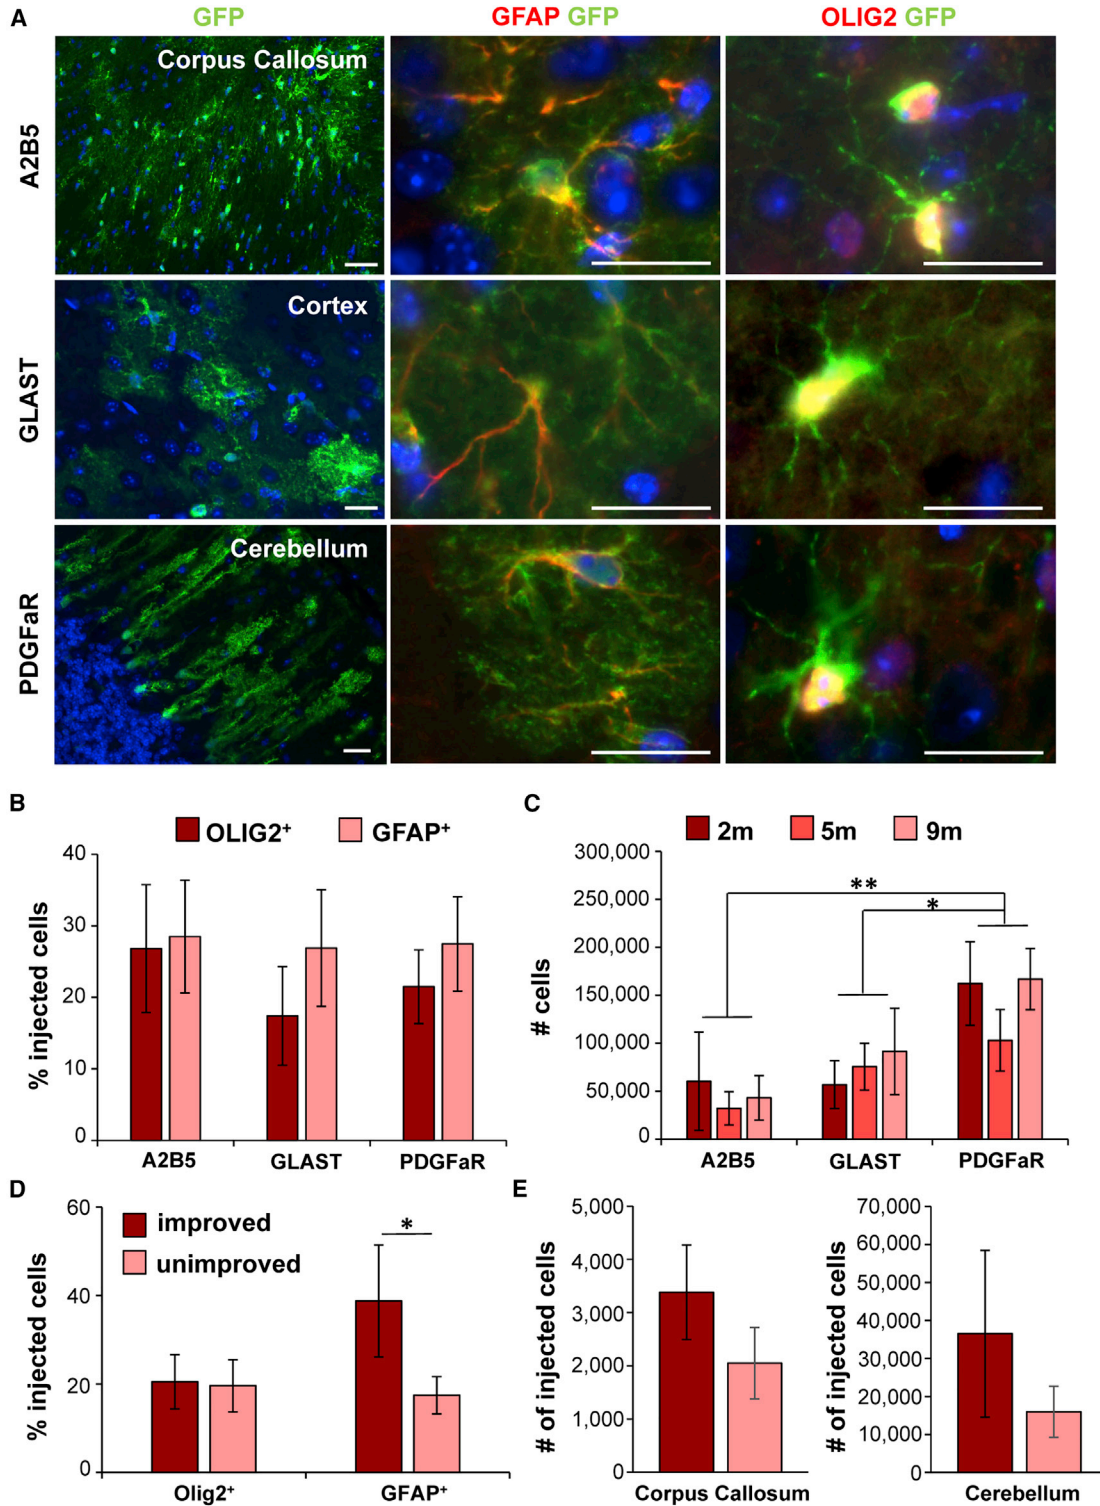 A
GFP
GFAP GFP
OLIG2 GFP
A2B5
Corpus Callosum
GLAST
Cortex
PDGFaR
Cerebellum
B
OLIG2+
GFAP+
% injected cells
40
30
20
10
0
A2B5
GLAST
PDGFaR
C
2m
5m
9m
# cells
300,000
250,000
200,000
150,000
100,000
50,000
0
**
*
A2B5
GLAST
PDGFaR
D
improved
unimproved
% injected cells
60
40
20
0
*
Olig2+
GFAP+
E
# of injected cells
5,000
4,000
3,000
2,000
1,000
0
Corpus Callosum
# of injected cells
70,000
60,000
50,000
40,000
30,000
20,000
10,000
0
Cerebellum